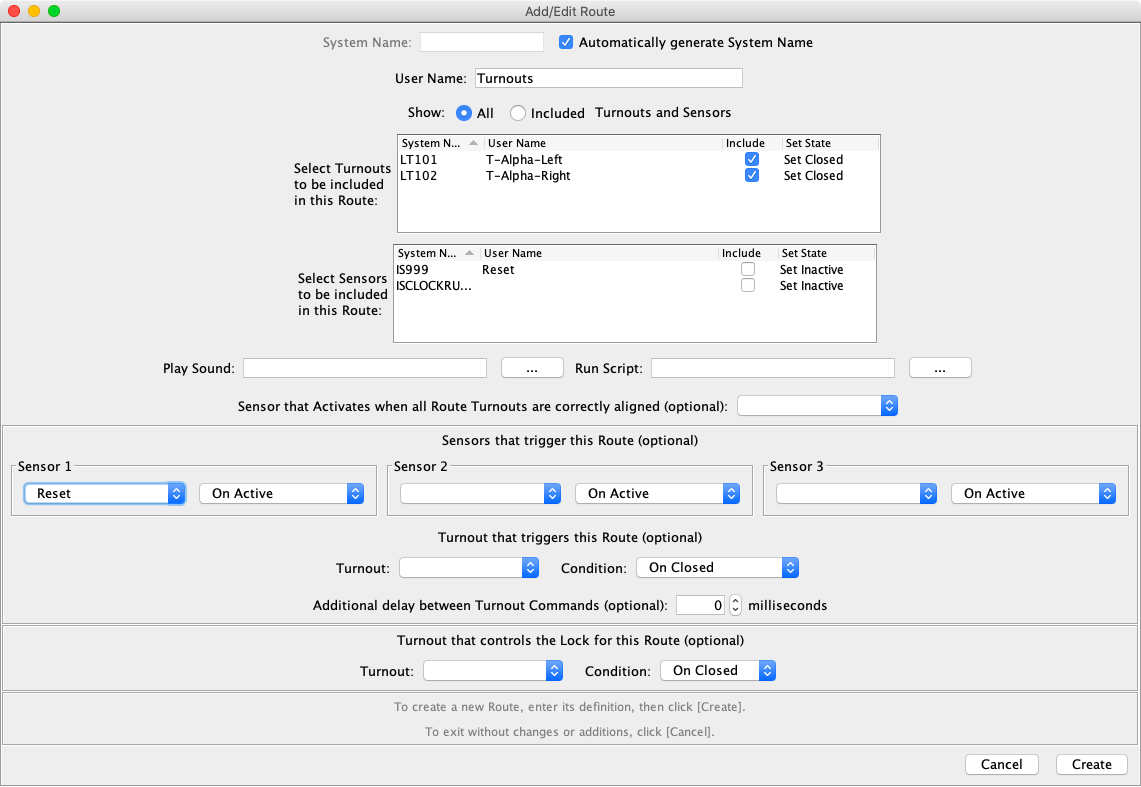 Add/Edit Route
System Name: Automatically generate System Name
User Name: Turnouts
Show: All Included Turnouts and Sensors
Select Turnouts
to be included
in this Route:
System N... User Name Include Set State
LT101 T-Alpha-Left Set Closed
LT102 T-Alpha-Right Set Closed
Select Sensors
to be included
in this Route:
System N... User Name Include Set State
IS999 Reset Set Inactive
ISCLOCKRU... Set Inactive
Play Sound: ... Run Script: ...
Sensor that Activates when all Route Turnouts are correctly aligned (optional):
Sensors that trigger this Route (optional)
Sensor 1 Sensor 2 Sensor 3
Reset On Active On Active On Active
Turnout that triggers this Route (optional)
Turnout: Condition: On Closed
Additional delay between Turnout Commands (optional): 0 milliseconds
Turnout that controls the Lock for this Route (optional)
Turnout: Condition: On Closed
To create a new Route, enter its definition, then click [Create].
To exit without changes or additions, click [Cancel].
Cancel Create